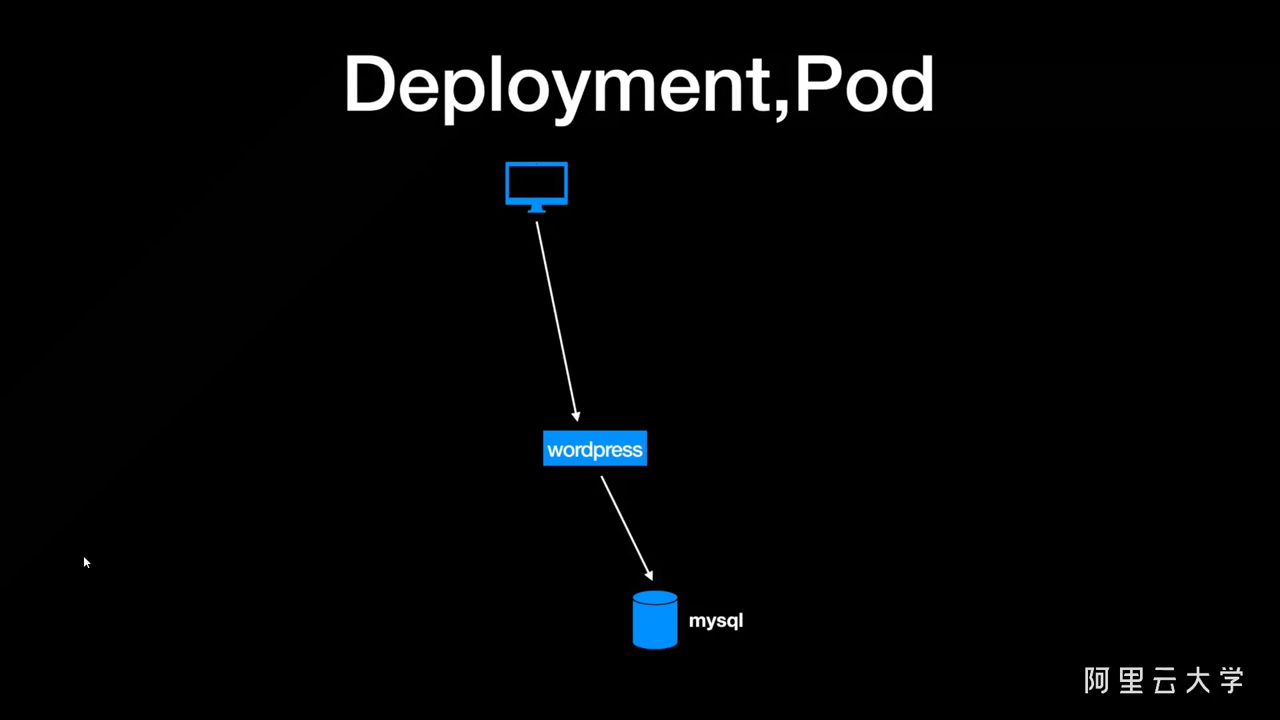 Deployment,Pod
wordpress
mysql
阿里云大学